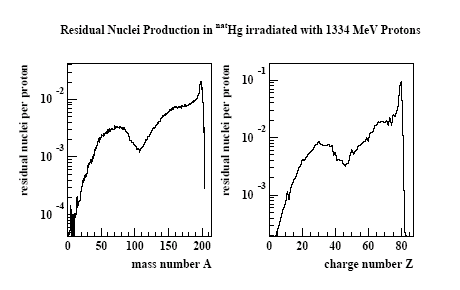 Residual Nuclei Production in natHg irradiated with 1334 MeV Protons
residual nuclei per proton
10 -2
10 -3
10 -4
0 50 100 150 200
mass number A
residual nuclei per proton
10 -1
10 -2
10 -3
0 20 40 60 80
charge number Z